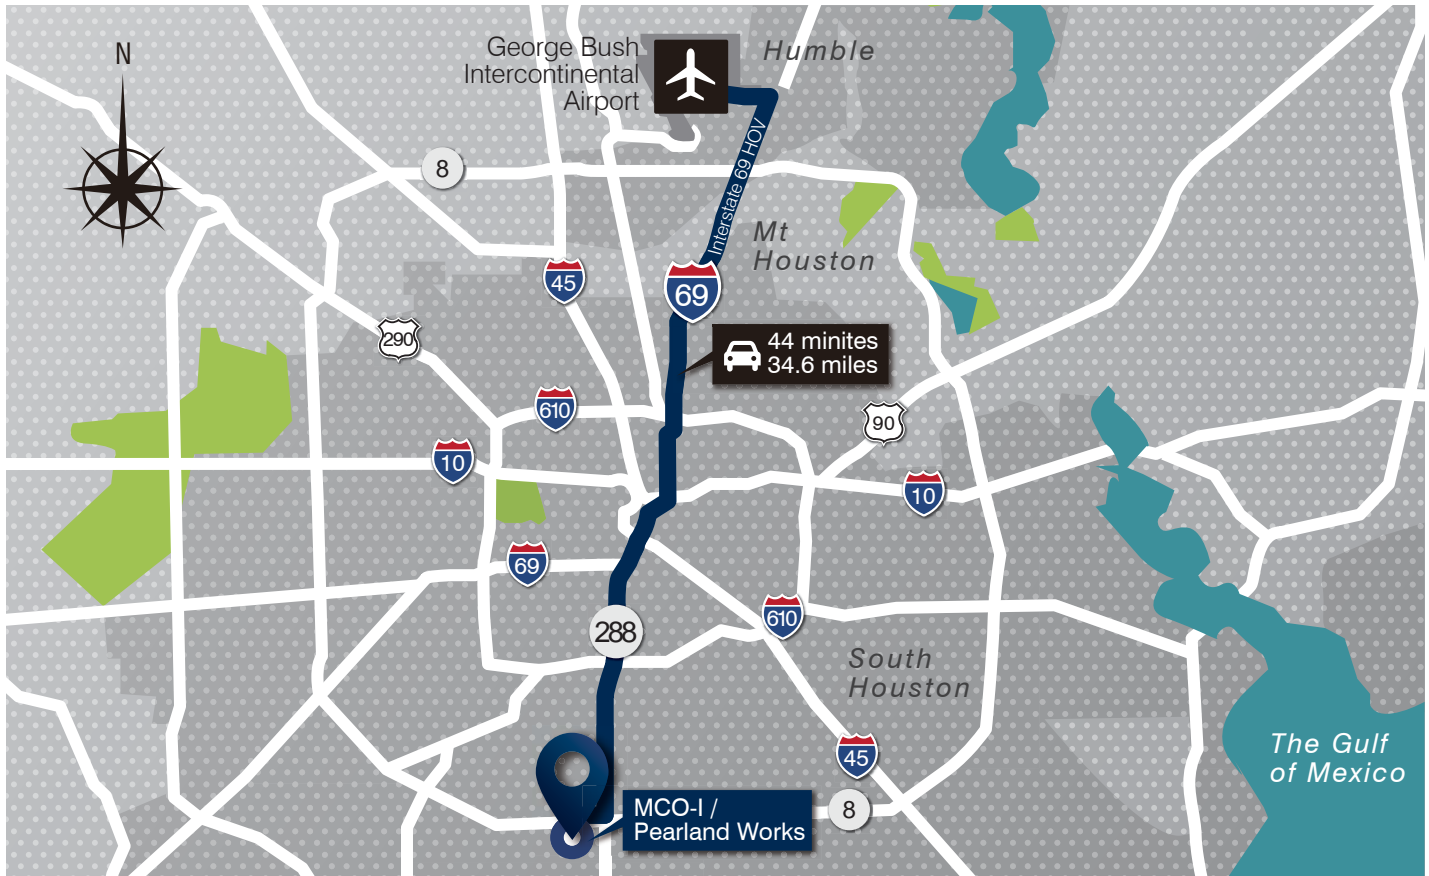 N
George Bush
Intercontinental
Airport
Humble
8
Interstate 69 HOV
Mt
Houston
45
69
290
44 minites
34.6 miles
610
90
10
10
69
610
288
South
Houston
45
The Gulf
of Mexico
MCO-I /
Pearland Works
8